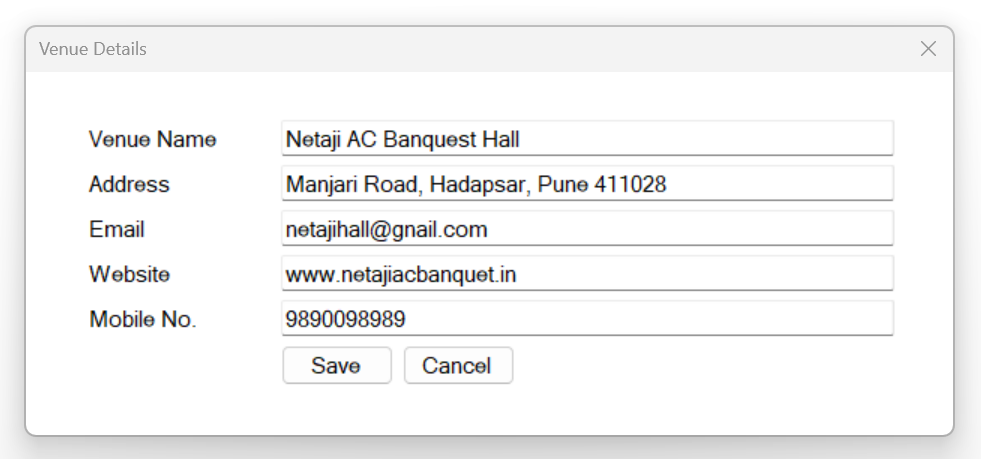 Venue Details
Venue Name Netaji AC Banquest Hall
Address Manjari Road, Hadapsar, Pune 411028
Email netajihall@gnail.com
Website www.netajiacbanquet.in
Mobile No. 9890098989
Save Cancel